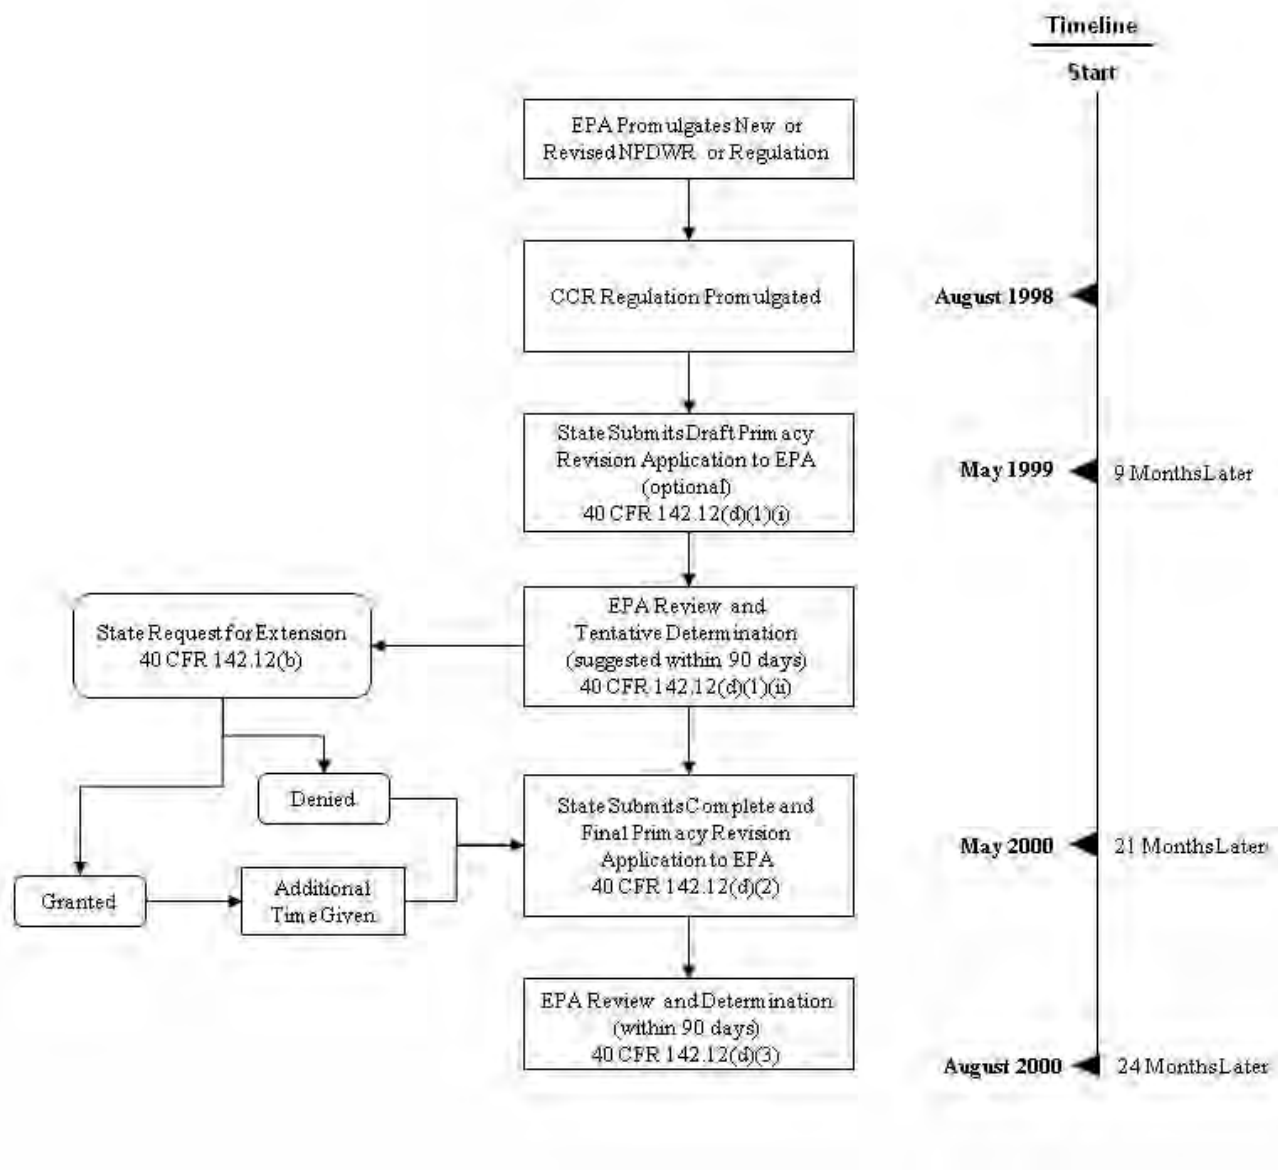 Timeline
Start
EPA Promulgates New or
Revised NPDWR or Regulation
CCR Regulation Promulgated
August 1998
State Submits Draft Primacy
Revision Application to EPA
(optional)
40 CFR 142.12(d)(1)(i)
May 1999
9 Months Later
EPA Review and
Tentative Determination
(suggested within 90 days)
40 CFR 142.12(d)(1)(ii)
State Request for Extension
40 CFR 142.12(b)
Denied
Granted
Additional
Time Given
State Submits Complete and
Final Primacy Revision
Application to EPA
40 CFR 142.12(d)(2)
May 2000
21 Months Later
EPA Review and Determination
(within 90 days)
40 CFR 142.12(d)(3)
August 2000
24 Months Later